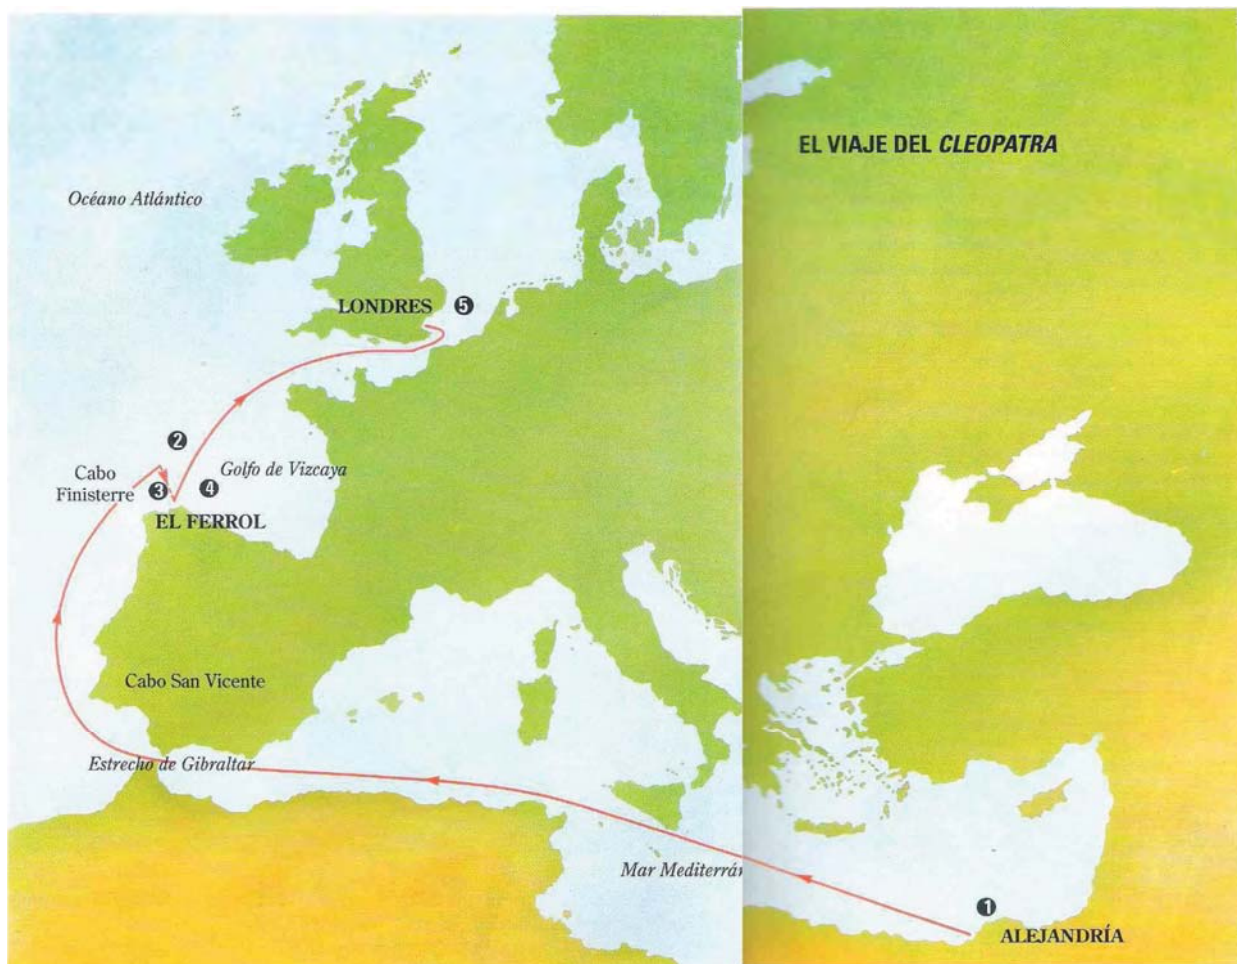 EL VIAJE DEL CLEOPATRA
Océano Atlántico
LONDRES 5
2
Golfo de Vizcaya
Cabo
Finisterre
3
4
EL FERROL
Cabo San Vicente
Estrecho de Gibraltar
Mar Mediterrán
1
ALEJANDRÍA